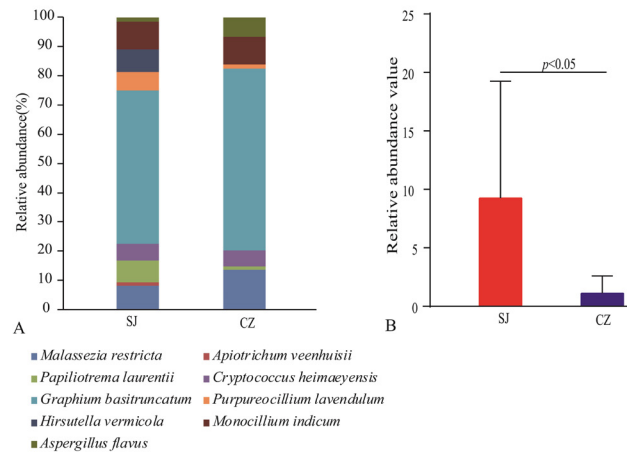 Relative abundance(%)
100
90
80
70
60
50
40
30
20
10
0
SJ
CZ
A
Relative abundance value
25
20
15
10
5
0
p<0.05
SJ
CZ
B
Malassezia restricta
Apiotrichum veenhuisii
Papiliotrema laurentii
Cryptococcus heimaeyensis
Graphium basitruncatum
Purpureocillium lavendulum
Hirsutella vermicola
Monocillium indicum
Aspergillus flavus